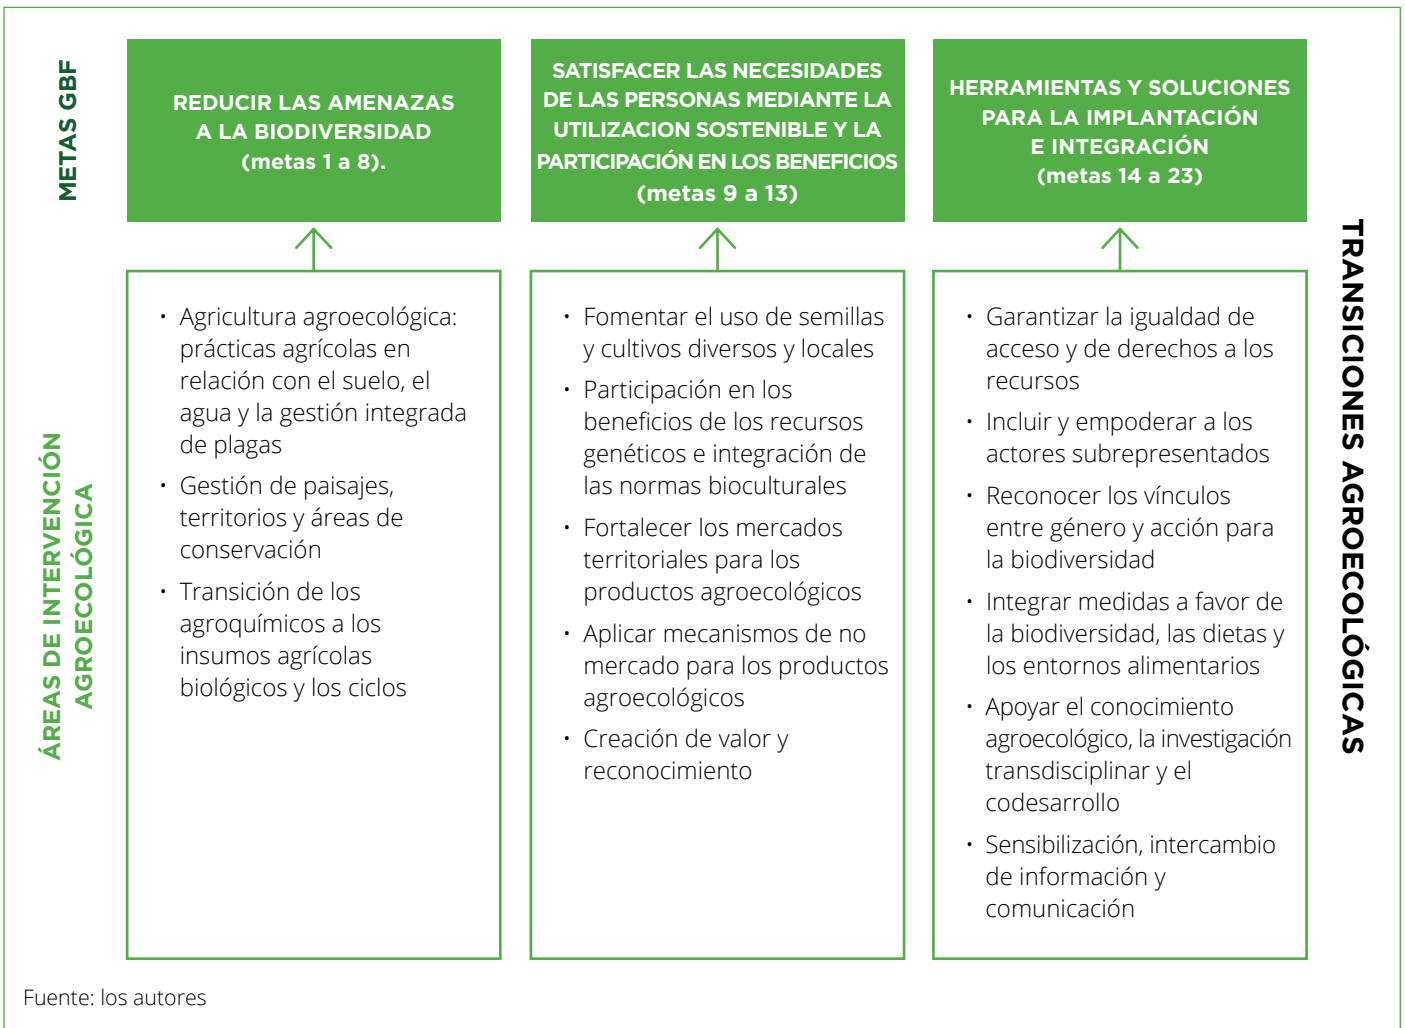 METAS GBF
REDUCIR LAS AMENAZAS
A LA BIODIVERSIDAD
(metas 1 a 8).
SATISFACER LAS NECESIDADES
DE LAS PERSONAS MEDIANTE LA
UTILIZACION SOSTENIBLE Y LA
PARTICIPACIÓN EN LOS BENEFICIOS
(metas 9 a 13)
HERRAMIENTAS Y SOLUCIONES
PARA LA IMPLANTACIÓN
E INTEGRACIÓN
(metas 14 a 23)
ÁREAS DE INTERVENCIÓN
AGROECOLÓGICA
• Agricultura agroecológica:
prácticas agrícolas en
relación con el suelo, el
agua y la gestión integrada
de plagas
• Gestión de paisajes,
territorios y áreas de
conservación
• Transición de los
agroquímicos a los
insumos agrícolas
biológicos y los ciclos
• Fomentar el uso de semillas
y cultivos diversos y locales
• Participación en los
beneficios de los recursos
genéticos e integración de
las normas bioculturales
• Fortalecer los mercados
territoriales para los
productos agroecológicos
• Aplicar mecanismos de no
mercado para los productos
agroecológicos
• Creación de valor y
reconocimiento
• Garantizar la igualdad de
acceso y de derechos a los
recursos
• Incluir y empoderar a los
actores subrepresentados
• Reconocer los vínculos
entre género y acción para
la biodiversidad
• Integrar medidas a favor de
la biodiversidad, las dietas y
los entornos alimentarios
• Apoyar el conocimiento
agroecológico, la investigación
transdisciplinar y el
codesarrollo
• Sensibilización, intercambio
de información y
comunicación
TRANSICIONES AGROECOLÓGICAS
Fuente: los autores